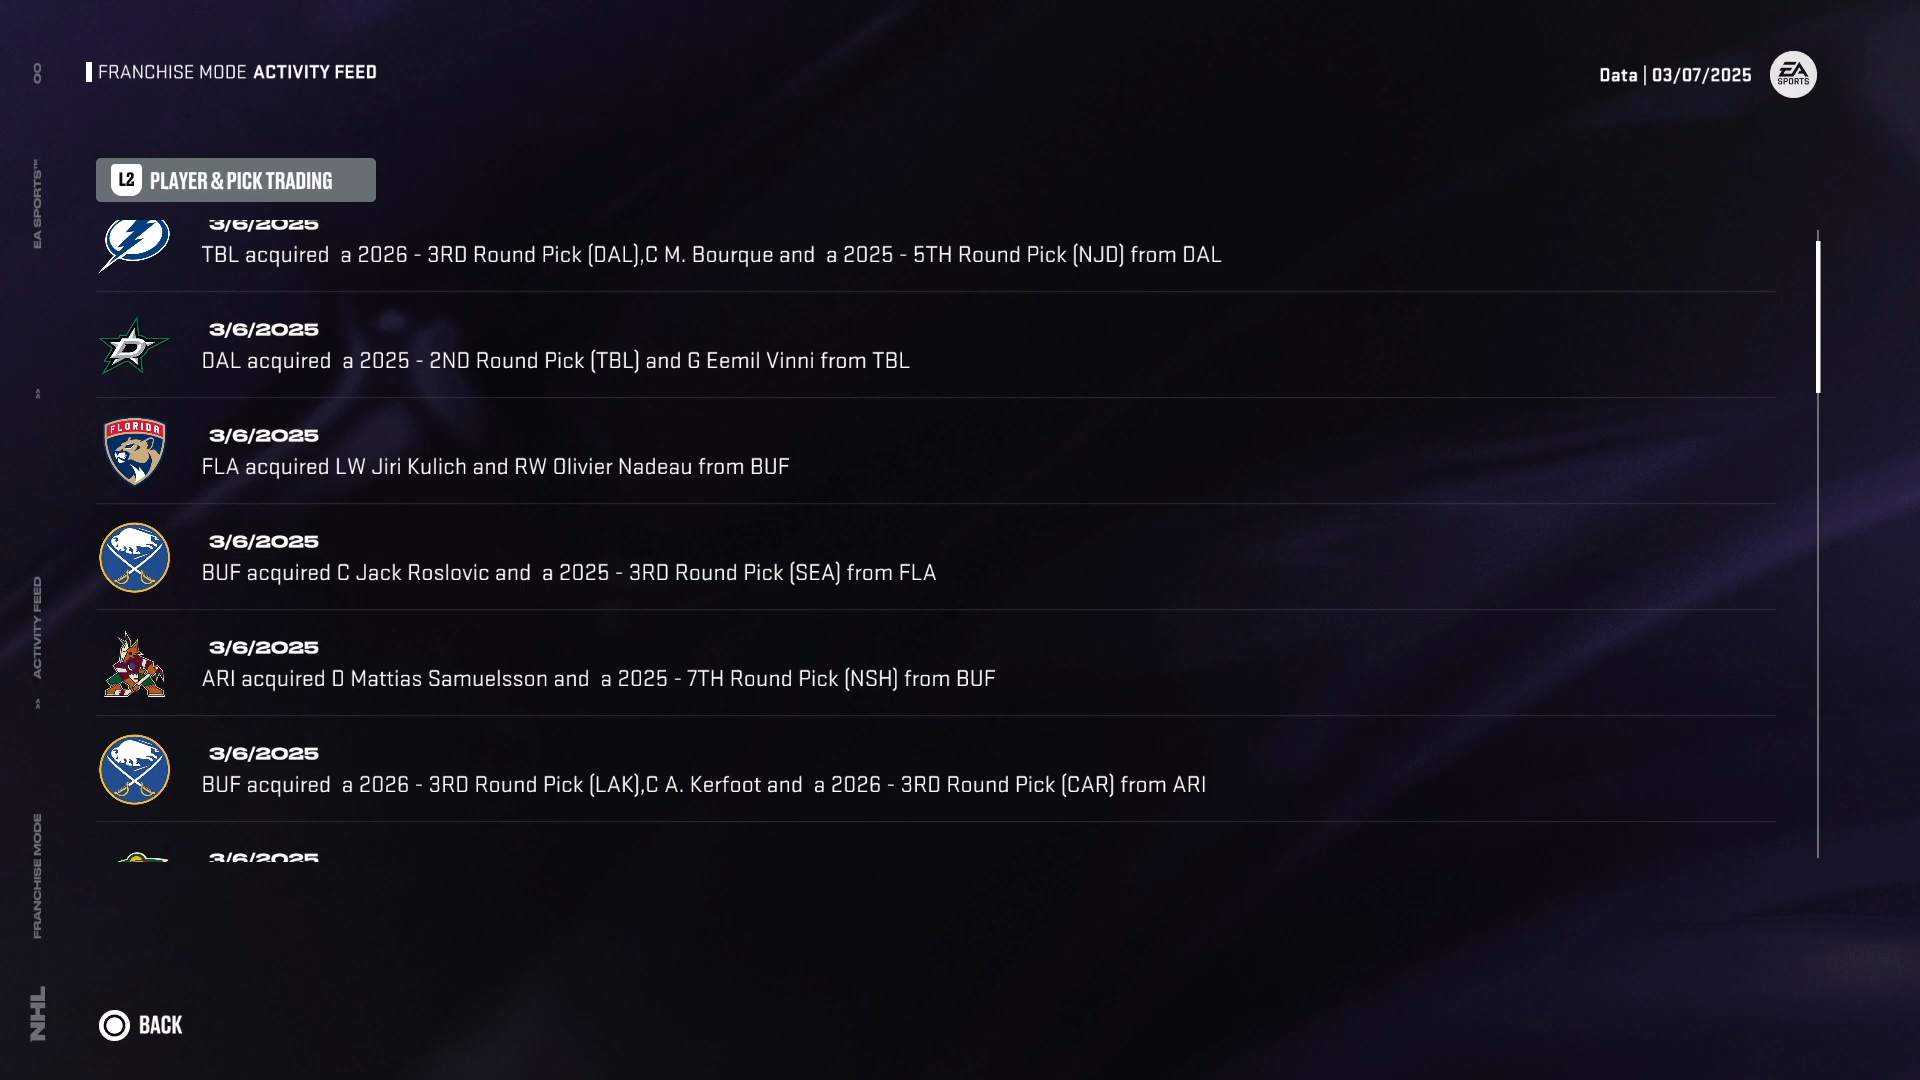 FRANCHISE MODE ACTIVITY FEED
Data | 03/07/2025
EA SPORTS
L2 PLAYER & PICK TRADING
3/6/2025
TBL acquired  a 2026 - 3RD Round Pick (DAL),C M. Bourque and  a 2025 - 5TH Round Pick (NJD) from DAL
3/6/2025
DAL acquired  a 2025 - 2ND Round Pick (TBL) and G Eemil Vinni from TBL
FLORIDA
3/6/2025
FLA acquired LW Jiri Kulich and RW Olivier Nadeau from BUF
3/6/2025
BUF acquired C Jack Roslovic and  a 2025 - 3RD Round Pick (SEA) from FLA
3/6/2025
ARI acquired D Mattias Samuelsson and  a 2025 - 7TH Round Pick (NSH) from BUF
3/6/2025
BUF acquired  a 2026 - 3RD Round Pick (LAK),C A. Kerfoot and  a 2026 - 3RD Round Pick (CAR) from ARI
3/6/2025
BACK
NHL
FRANCHISE MODE
ACTIVITY FEED
EA SPORTS™